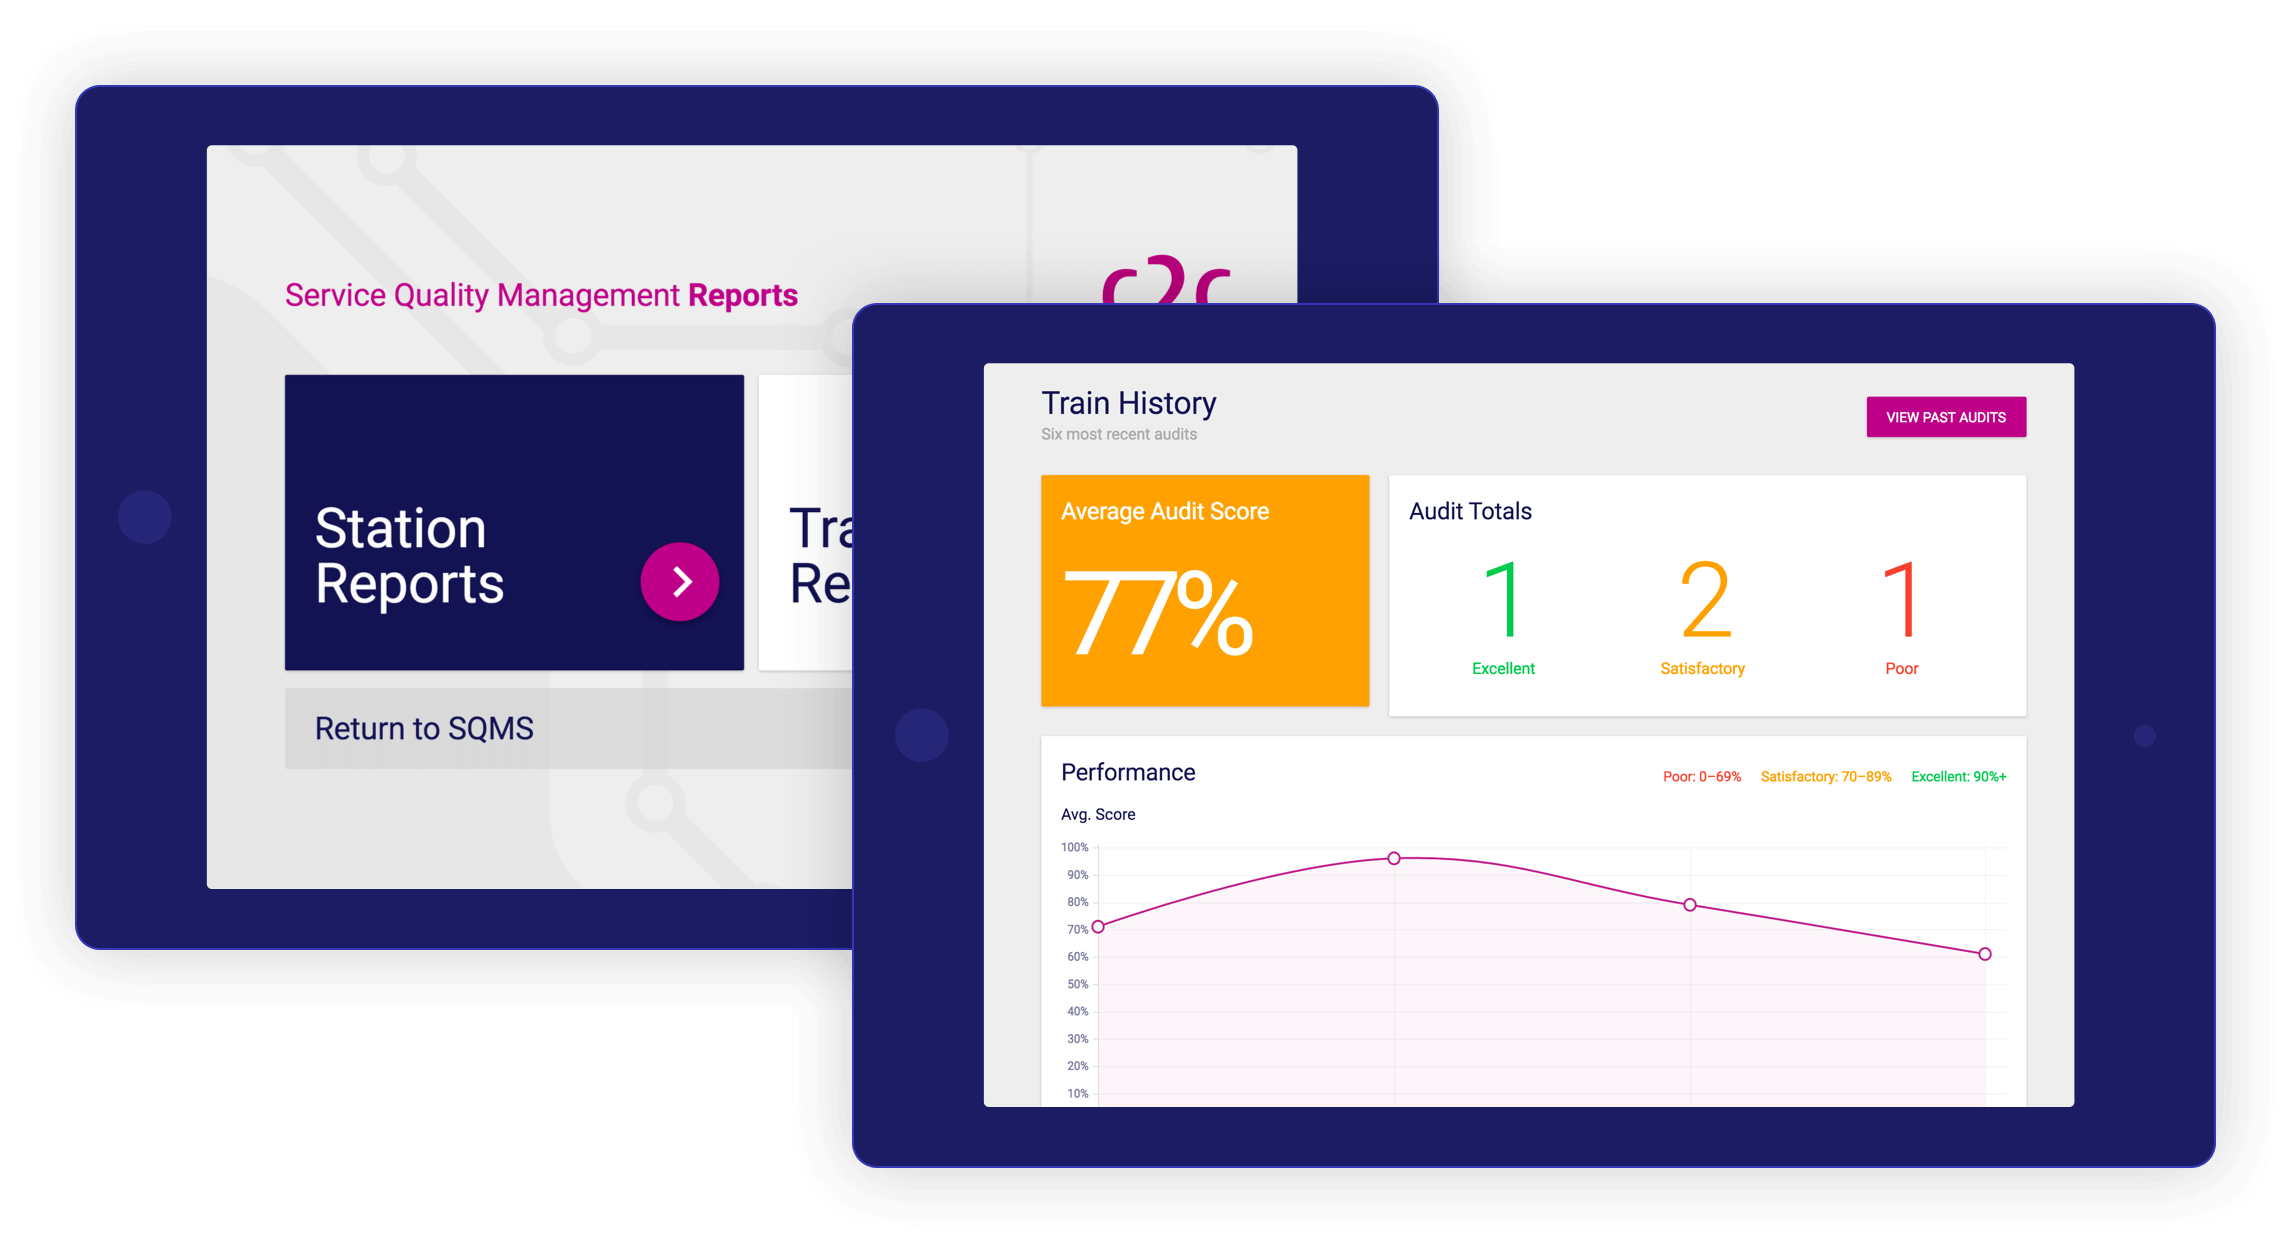 Service Quality Management Reports
c2c
Station
Reports
Return to SQMS
Train History
Six most recent audits
VIEW PAST AUDITS
Average Audit Score
77%
Audit Totals
1
2
1
Excellent
Satisfactory
Poor
Performance
Poor: 0–69% Satisfactory: 70–89% Excellent: 90%+
Avg. Score
100%
90%
80%
70%
60%
50%
40%
30%
20%
10%